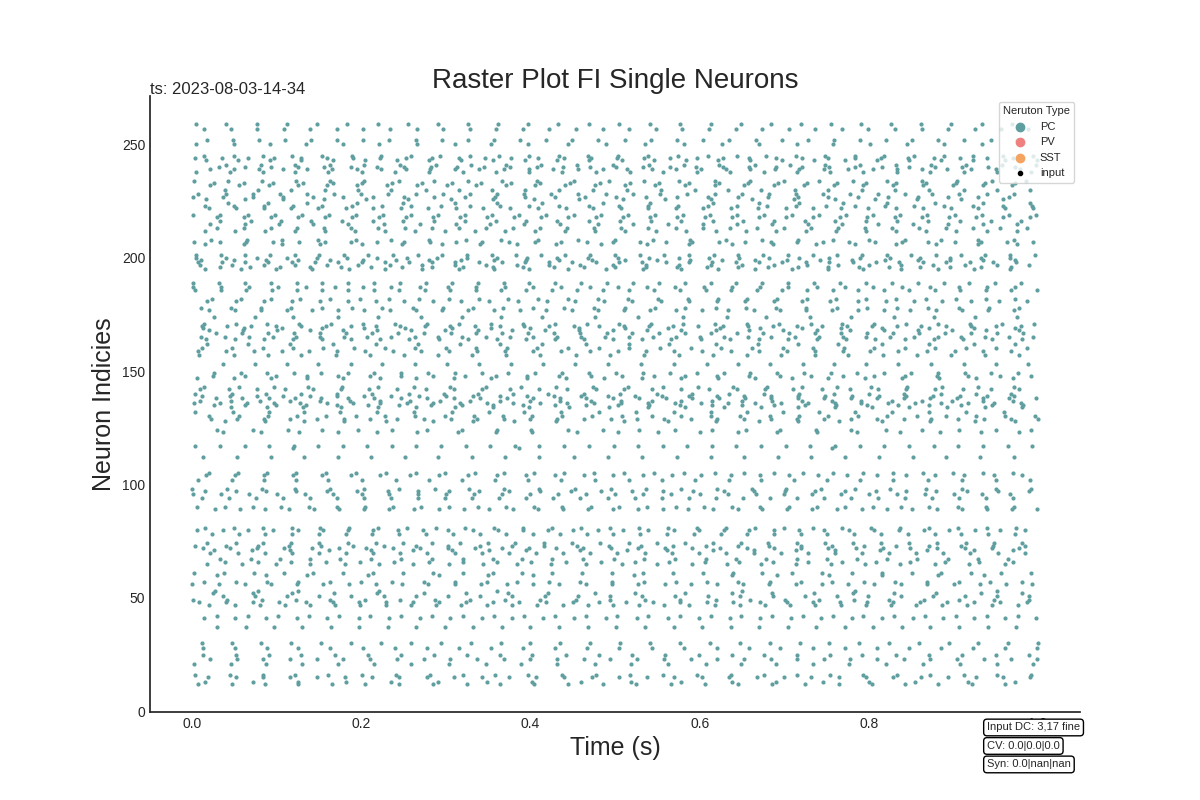 Raster Plot FI Single Neurons
ts: 2023-08-03-14-34
Neruton Type
PC
PV
SST
input
250
200
150
100
50
0
Neuron Indicies
0.0 0.2 0.4 0.6 0.8
Time (s)
Input DC: 3,17 fine
CV: 0.0|0.0|0.0
Syn: 0.0|nan|nan